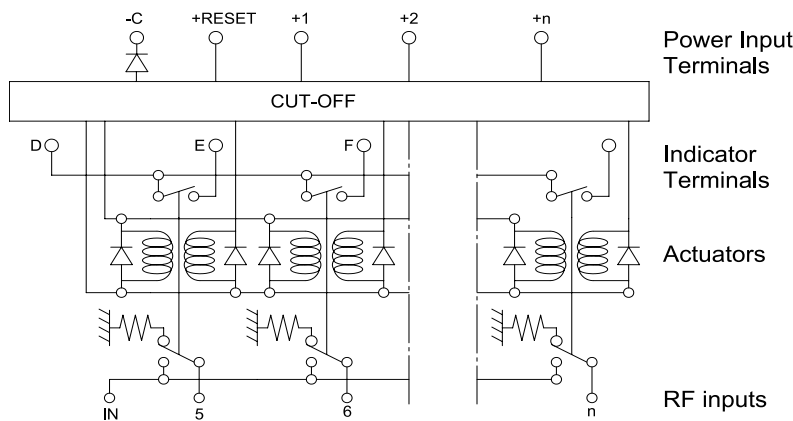 -C +RESET +1 +2 +n
Power Input
Terminals
CUT-OFF
D E F
Indicator
Terminals
Actuators
IN 5 6 n
RF inputs